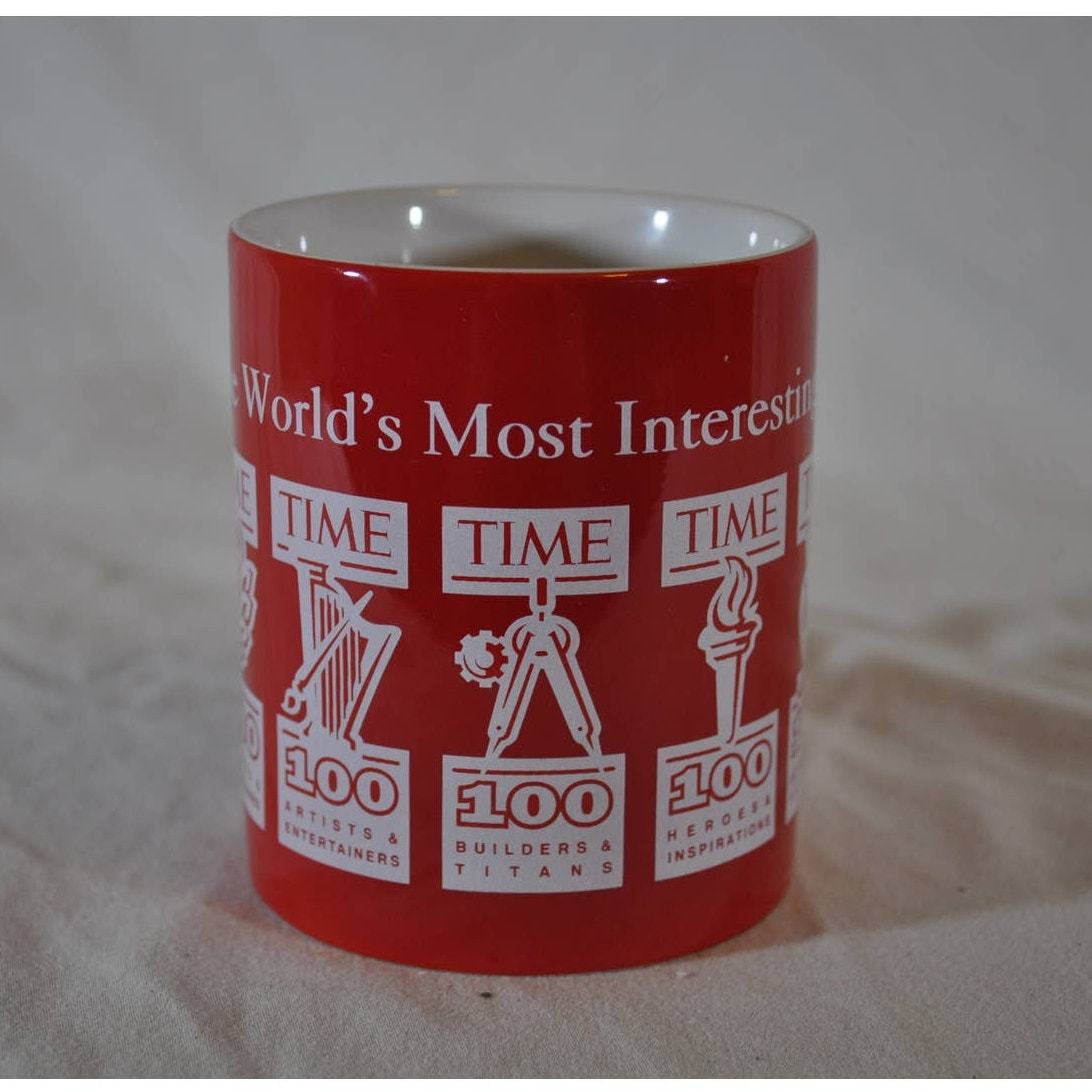 World's Most Interesting
TIME
100
ARTISTS &
ENTERTAINERS
TIME
100
BUILDERS &
TITANS
TIME
100
HEROES &
INSPIRATIONS